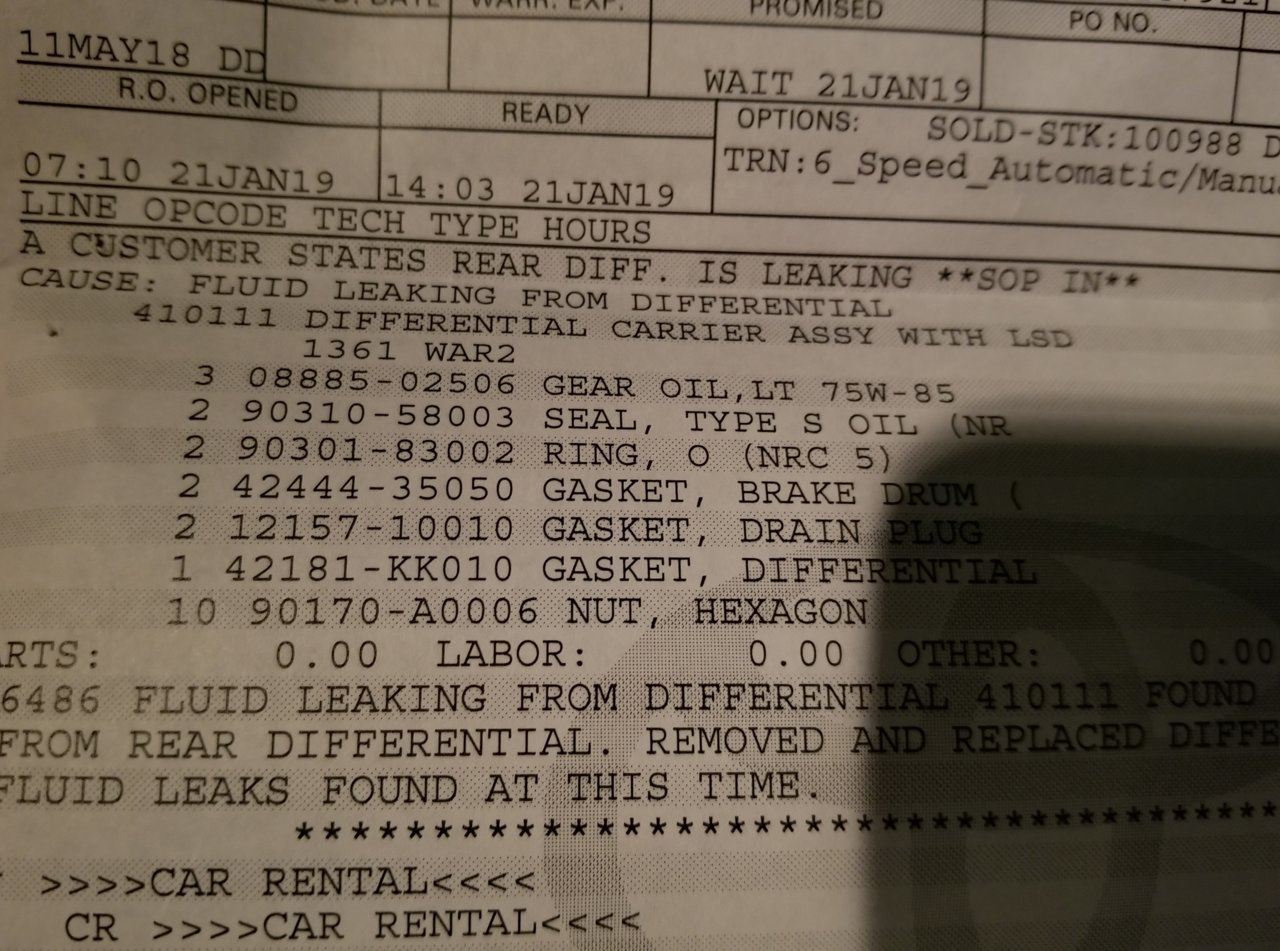 WARR. EXP.
PROMISED
PO NO.
11MAY18 DD
WAIT 21JAN19
R.O. OPENED
READY
OPTIONS: SOLD-STK:100988 D
TRN:6_Speed_Automatic/Manu
07:10 21JAN19
14:03 21JAN19
LINE OPCODE TECH TYPE HOURS
A CUSTOMER STATES REAR DIFF. IS LEAKING **SOP IN**
CAUSE: FLUID LEAKING FROM DIFFERENTIAL
410111 DIFFERENTIAL CARRIER ASSY WITH LSD
1361 WAR2
3 08885-02506 GEAR OIL,LT 75W-85
2 90310-58003 SEAL, TYPE S OIL (NR
2 90301-83002 RING, O (NRC 5)
2 42444-35050 GASKET, BRAKE DRUM (
2 12157-10010 GASKET, DRAIN PLUG
1 42181-KK010 GASKET, DIFFERENTIAL
10 90170-A0006 NUT, HEXAGON
ARTS: 0.00 LABOR: 0.00 OTHER: 0.00
6486 FLUID LEAKING FROM DIFFERENTIAL 410111 FOUND
FROM REAR DIFFERENTIAL. REMOVED AND REPLACED DIFFE
FLUID LEAKS FOUND AT THIS TIME.
************************************
>>>>CAR RENTAL<<<<
CR >>>>CAR RENTAL<<<<